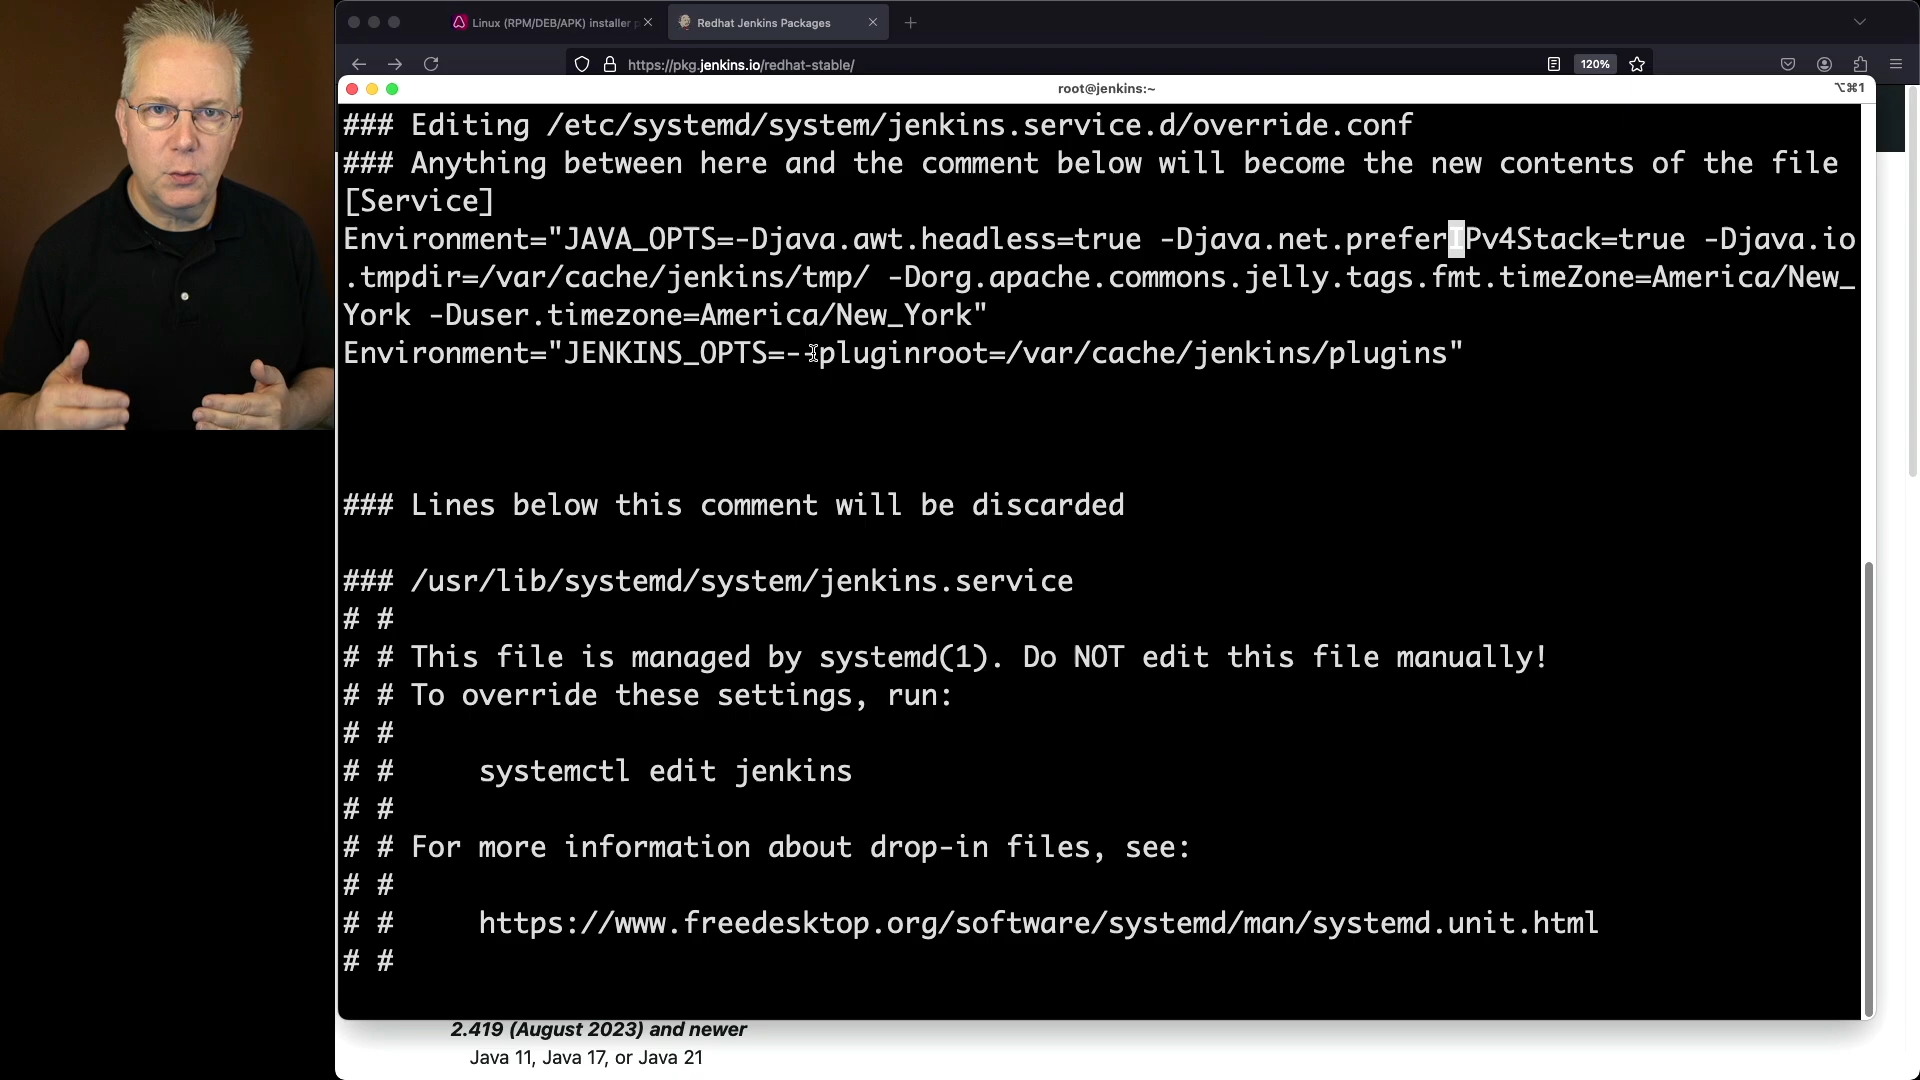 Linux (RPM/DEB/APK) installer p
Redhat Jenkins Packages
https://pkg.jenkins.io/redhat-stable/
120%
root@jenkins:~
⌥⌘1
### Editing /etc/systemd/system/jenkins.service.d/override.conf
### Anything between here and the comment below will become the new contents of the file
[Service]
Environment="JAVA_OPTS=-Djava.awt.headless=true -Djava.net.preferIPv4Stack=true -Djava.io
.tmpdir=/var/cache/jenkins/tmp/ -Dorg.apache.commons.jelly.tags.fmt.timeZone=America/New_
York -Duser.timezone=America/New_York"
Environment="JENKINS_OPTS=--pluginroot=/var/cache/jenkins/plugins"
### Lines below this comment will be discarded
### /usr/lib/systemd/system/jenkins.service
# #
# # This file is managed by systemd(1). Do NOT edit this file manually!
# # To override these settings, run:
# #
# #     systemctl edit jenkins
# #
# # For more information about drop-in files, see:
# #
# #     https://www.freedesktop.org/software/systemd/man/systemd.unit.html
# #
2.419 (August 2023) and newer
Java 11, Java 17, or Java 21